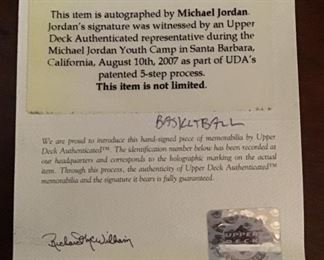 This item is autographed by Michael Jordan.
Jordan's signature was witnessed by an Upper
Deck Authenticated representative during the
Michael Jordan Youth Camp in Santa Barbara,
California, August 10th, 2007 as part of UDA's
patented 5-step process.
This item is not limited.
BASKETBALL
We are proud to introduce this hand-signed piece of memorabilia by Upper
Deck Authenticated™. The identification number below has been recorded at
our headquarters and corresponds to the holographic marking on the actual
item. Through this process, the authenticity of Upper Deck Authenticated™
memorabilia and the signature it bears is fully guaranteed.
Richard McWilliam
UPPER
DECK